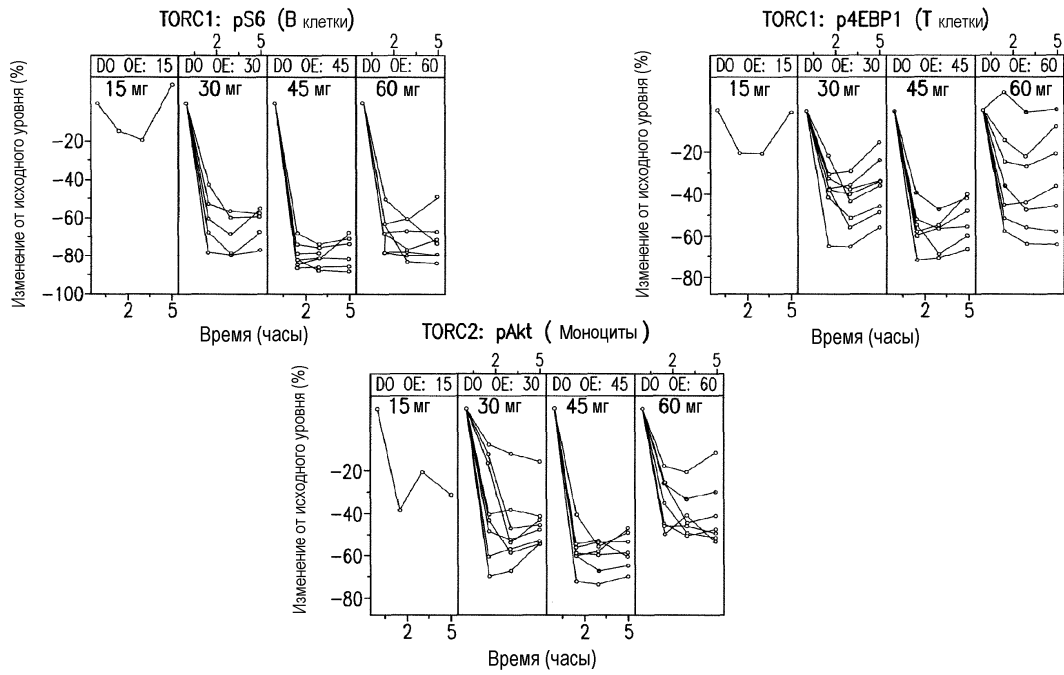 TORC1: pS6 (В клетки)
2 5 2 5
DO OE: 15 DO OE: 30 DO OE: 45 DO OE: 60
15 мг 30 мг 45 мг 60 мг
Изменение от исходного уровня (%)
-20
-40
-60
-80
-100
2 5 2 5
Время (часы)
TORC1: p4EBP1 (Т клетки)
2 5 2 5
DO OE: 15 DO OE: 30 DO OE: 45 DO OE: 60
15 мг 30 мг 45 мг 60 мг
Изменение от исходного уровня (%)
-20
-40
-60
-80
2 5 2 5
Время (часы)
TORC2: pAkt ( Моноциты )
2 5 2 5
DO OE: 15 DO OE: 30 DO OE: 45 DO OE: 60
15 мг 30 мг 45 мг 60 мг
Изменение от исходного уровня (%)
-20
-40
-60
-80
2 5 2 5
Время (часы)